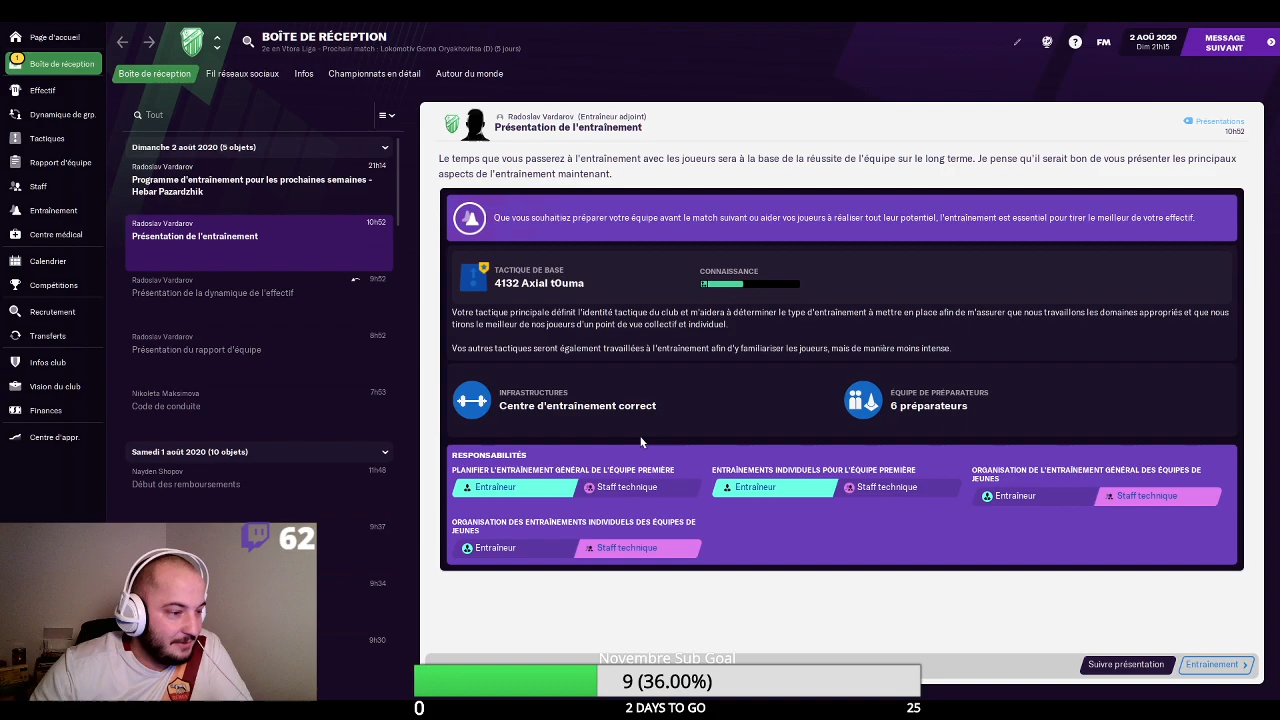 Page d'accueil
1
Boîte de réception
Effectif
Dynamique de grp.
Tactiques
Rapport d'équipe
Staff
Entraînement
Centre médical
Calendrier
Compétitions
Recrutement
Transferts
Infos club
Vision du club
Finances
Centre d'appr.
BOÎTE DE RÉCEPTION
2e en Vtora Liga - Prochain match : Lokomotiv Gorna Oryakhovitsa (D) (5 jours)
?
FM
2 AOÛ 2020
Dim 21h15
MESSAGE
SUIVANT
Boîte de réception
Fil réseaux sociaux
Infos
Championnats en détail
Autour du monde
Tout
Dimanche 2 août 2020 (5 objets)
Radoslav Vardarov 21h14
Programme d'entraînement pour les prochaines semaines -
Hebar Pazardzhik
Radoslav Vardarov 10h52
Présentation de l'entraînement
Radoslav Vardarov 9h52
Présentation de la dynamique de l'effectif
Radoslav Vardarov 8h52
Présentation du rapport d'équipe
Nikoleta Maksimova 7h53
Code de conduite
Samedi 1 août 2020 (10 objets)
Nayden Shopov 11h48
Début des remboursements
9h37
9h34
9h30
62
Radoslav Vardarov (Entraîneur adjoint)
Présentation de l'entraînement
Présentations
10h52
Le temps que vous passerez à l'entraînement avec les joueurs sera à la base de la réussite de l'équipe sur le long terme. Je pense qu'il serait bon de vous présenter les principaux
aspects de l'entraînement maintenant.
Que vous souhaitiez préparer votre équipe avant le match suivant ou aider vos joueurs à réaliser tout leur potentiel, l'entraînement est essentiel pour tirer le meilleur de votre effectif.
TACTIQUE DE BASE
4132 Axial t0uma
CONNAISSANCE
Votre tactique principale définit l'identité tactique du club et m'aidera à déterminer le type d'entraînement à mettre en place afin de m'assurer que nous travaillons les domaines appropriés et que nous
tirons le meilleur de nos joueurs d'un point de vue collectif et individuel.
Vos autres tactiques seront également travaillées à l'entraînement afin d'y familiariser les joueurs, mais de manière moins intense.
INFRASTRUCTURES
Centre d'entraînement correct
ÉQUIPE DE PRÉPARATEURS
6 préparateurs
RESPONSABILITÉS
PLANIFIER L'ENTRAÎNEMENT GÉNÉRAL DE L'ÉQUIPE PREMIÈRE
Entraîneur Staff technique
ENTRAÎNEMENTS INDIVIDUELS POUR L'ÉQUIPE PREMIÈRE
Entraîneur Staff technique
ORGANISATION DE L'ENTRAÎNEMENT GÉNÉRAL DES ÉQUIPES DE
JEUNES
Entraîneur Staff technique
ORGANISATION DES ENTRAÎNEMENTS INDIVIDUELS DES ÉQUIPES DE
JEUNES
Entraîneur Staff technique
Suivre présentation
Entraînement
Novembre Sub Goal
9 (36.00%)
0
2 DAYS TO GO
25